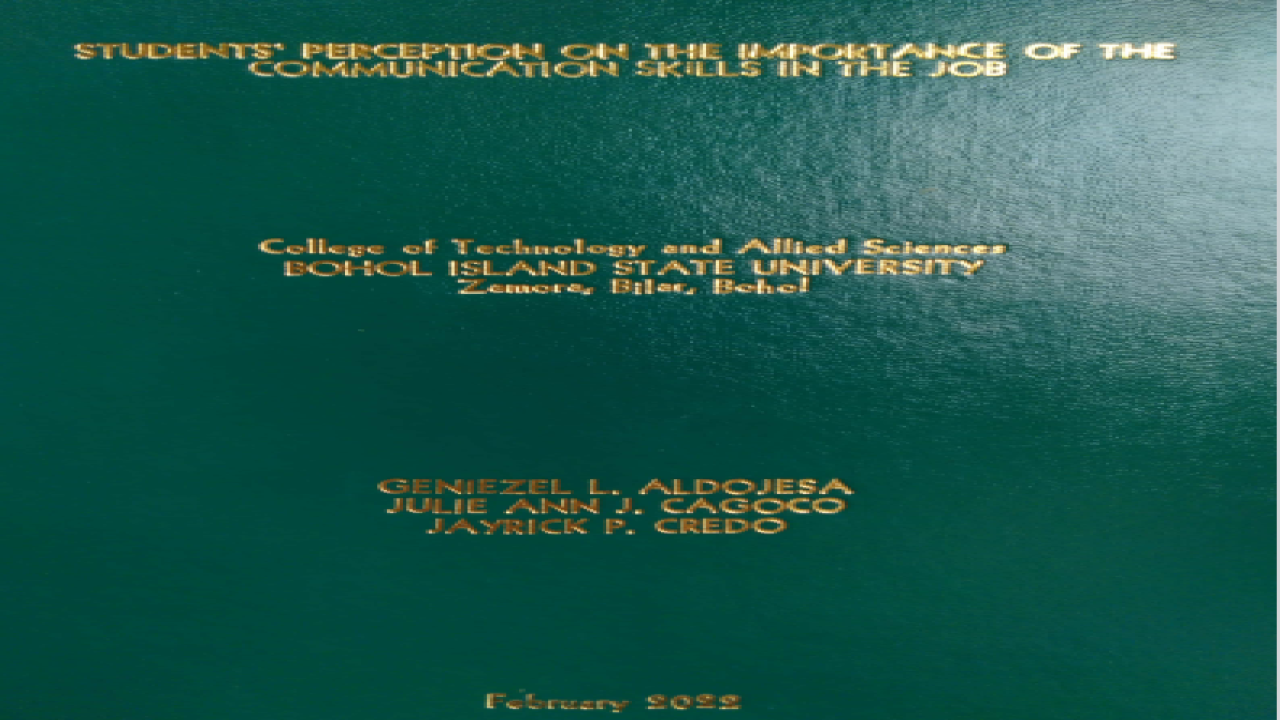 STUDENTS' PERCEPTION ON THE IMPORTANCE OF THE
COMMUNICATION SKILLS IN THE JOB
College of Technology and Allied Sciences
BOHOL ISLAND STATE UNIVERSITY
Zamora, Bilar, Bohol
GENIEZEL L. ALDOJESA
JULIE ANN J. CAGOCO
JAYRICK P. CREDO
February 2022